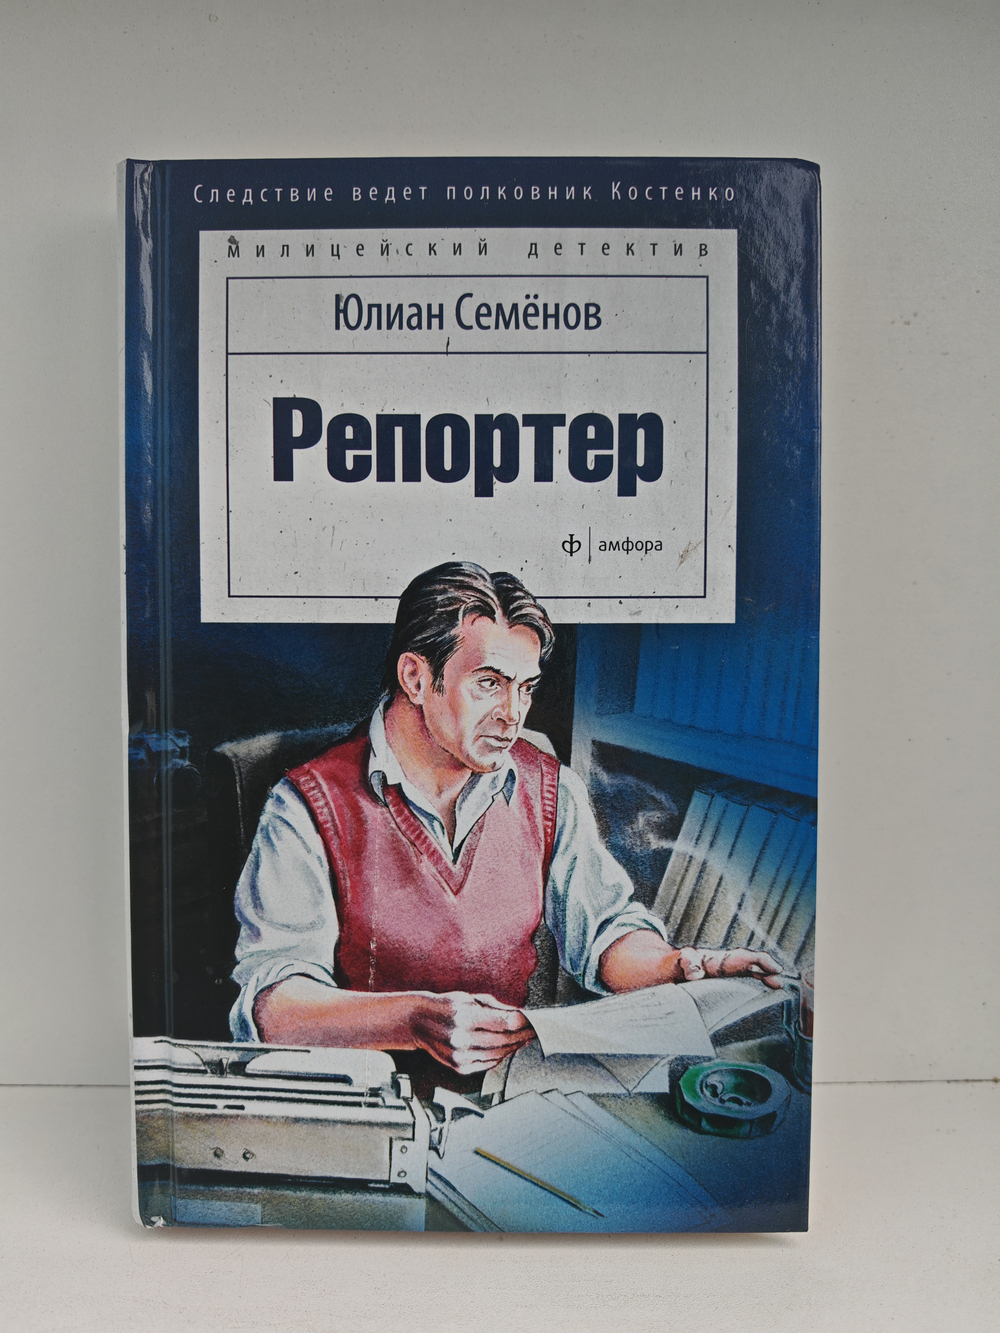 Следствие ведет полковник Костенко
милицейский детектив
Юлиан Семёнов
Репортер
ф | амфора